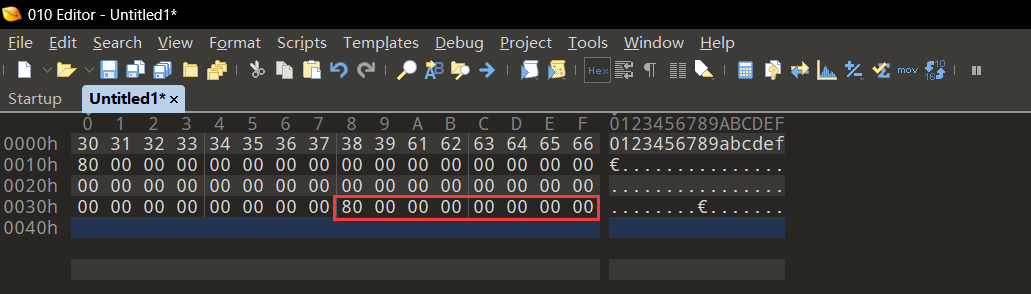 010 Editor - Untitled1*
File Edit Search View Format Scripts Templates Debug Project Tools Window Help
Hex mov 10 16
Startup Untitled1* ×
0 1 2 3 4 5 6 7 8 9 A B C D E F 0123456789ABCDEF
0000h 30 31 32 33 34 35 36 37 38 39 61 62 63 64 65 66 0123456789abcdef
0010h 80 00 00 00 00 00 00 00 00 00 00 00 00 00 00 00 €...............
0020h 00 00 00 00 00 00 00 00 00 00 00 00 00 00 00 00 ................
0030h 00 00 00 00 00 00 00 00 80 00 00 00 00 00 00 00 ........€.......
0040h